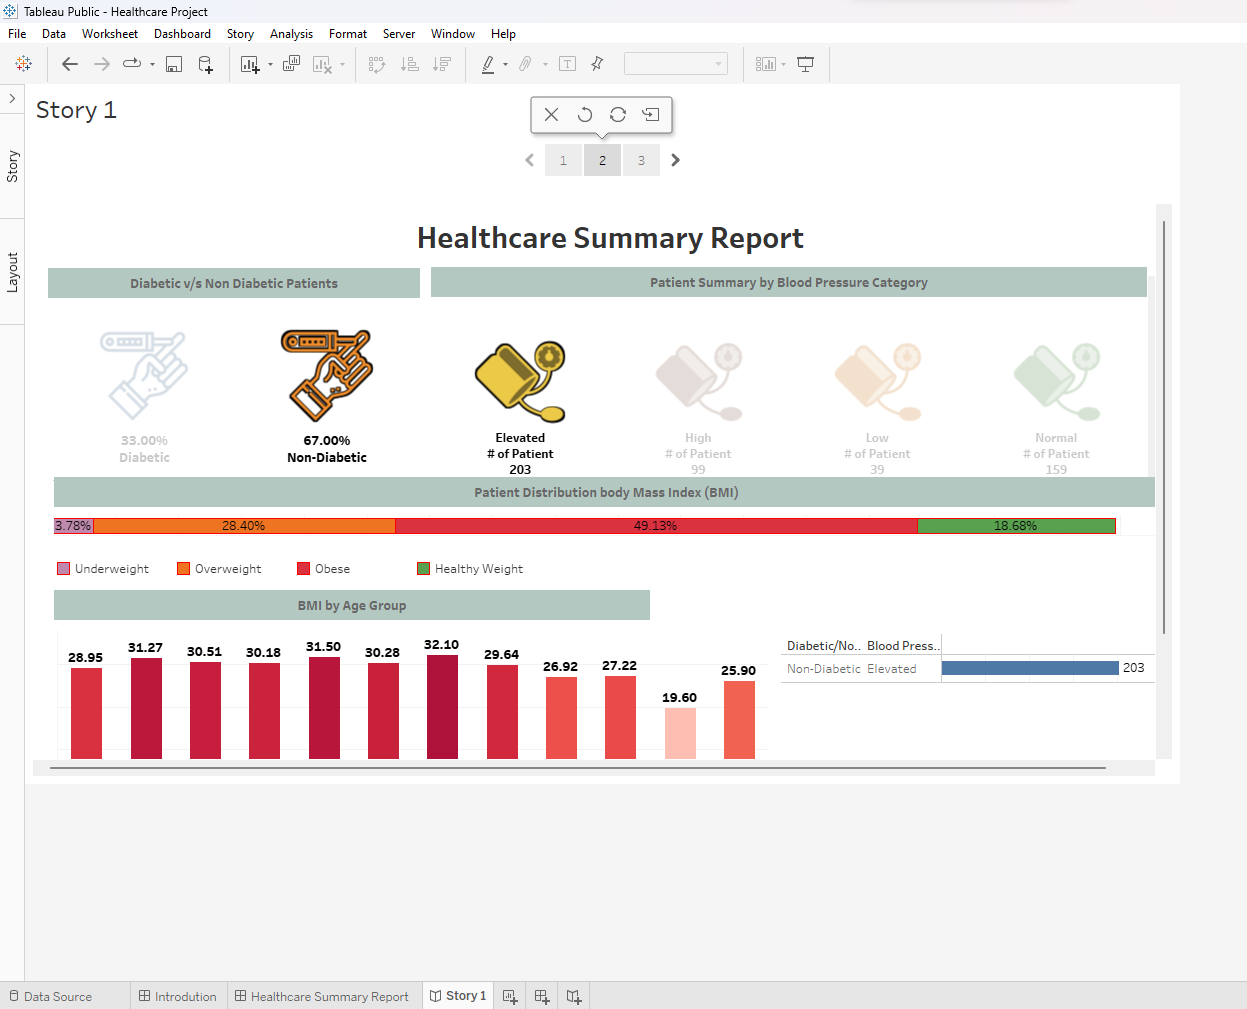 Tableau Public - Healthcare Project
File Data Worksheet Dashboard Story Analysis Format Server Window Help
Story 1
Story
Layout
1 2 3
Healthcare Summary Report
Diabetic v/s Non Diabetic Patients
Patient Summary by Blood Pressure Category
33.00%
Diabetic
67.00%
Non-Diabetic
Elevated
# of Patient
203
High
# of Patient
99
Low
# of Patient
39
Normal
# of Patient
159
Patient Distribution body Mass Index (BMI)
3.78% 28.40% 49.13% 18.68%
Underweight Overweight Obese Healthy Weight
BMI by Age Group
28.95 31.27 30.51 30.18 31.50 30.28 32.10 29.64 26.92 27.22 19.60 25.90
Diabetic/No.. Blood Press..
Non-Diabetic Elevated 203
Data Source Introdution Healthcare Summary Report Story 1